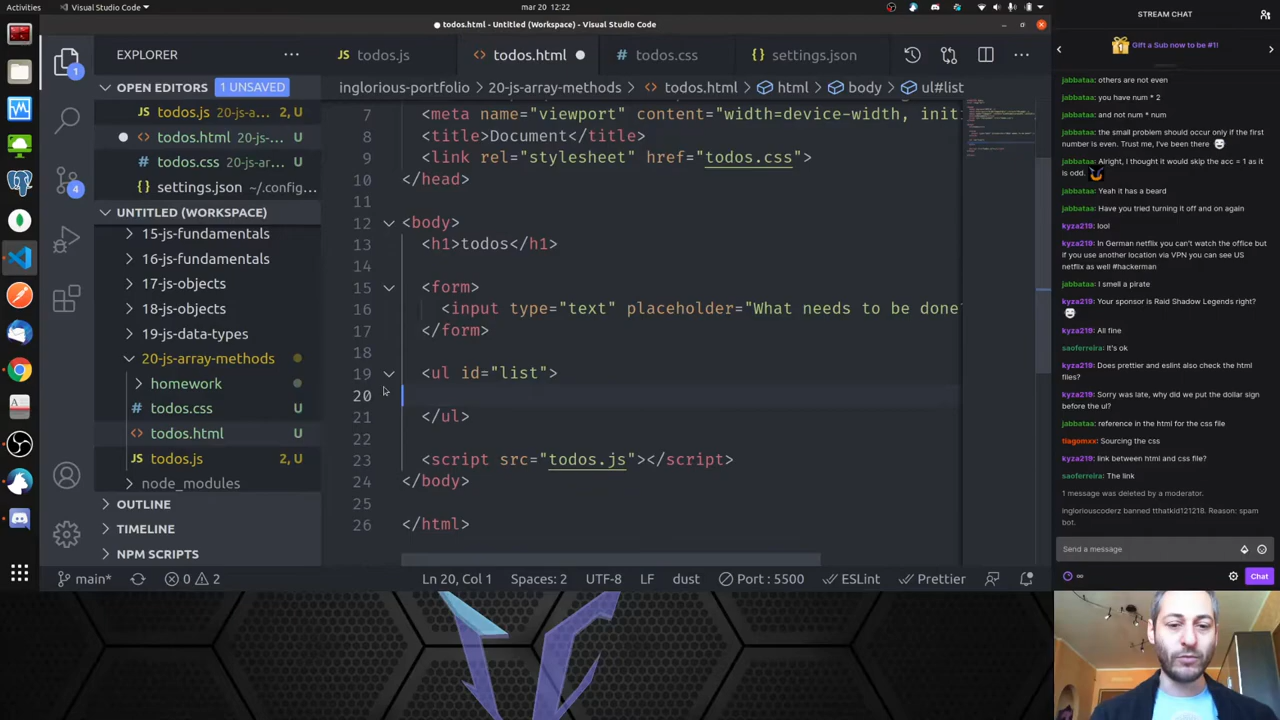 Activities
Visual Studio Code
mar 20 12:22
● todos.html - Untitled (Workspace) - Visual Studio Code
EXPLORER
OPEN EDITORS 1 UNSAVED
todos.js 20-js-a... 2, U
todos.html 20-js-... U
todos.css 20-js-ar... U
settings.json ~/.config...
UNTITLED (WORKSPACE)
15-js-fundamentals
16-js-fundamentals
17-js-objects
18-js-objects
19-js-data-types
20-js-array-methods
homework
todos.css U
todos.html U
todos.js 2, U
node_modules
OUTLINE
TIMELINE
NPM SCRIPTS
1
4
todos.js
todos.html
todos.css
settings.json
inglorious-portfolio > 20-js-array-methods > todos.html > html > body > ul#list
7 <meta name="viewport" content="width=device-width, init
8 <title>Document</title>
9 <link rel="stylesheet" href="todos.css">
10 </head>
11
12 <body>
13 <h1>todos</h1>
14
15 <form>
16 <input type="text" placeholder="What needs to be done?
17 </form>
18
19 <ul id="list">
20
21 </ul>
22
23 <script src="todos.js"></script>
24 </body>
25
26 </html>
main*
0 2
Ln 20, Col 1
Spaces: 2
UTF-8
LF
dust
Port : 5500
ESLint
Prettier
STREAM CHAT
Gift a Sub now to be #1!
jabbataa: others are not even
jabbataa: you have num * 2
jabbataa: and not num * num
jabbataa: the small problem should occur only if the first
number is even. Trust me, I've been there
jabbataa: Alright, I thought it would skip the acc = 1 as it
is odd.
jabbataa: Yeah it has a beard
jabbataa: Have you tried turning it off and on again
kyza219: lool
kyza219: In German netflix you can't watch the office but
if you use another location via VPN you can see US
netflix as well #hackerman
jabbataa: I smell a pirate
kyza219: Your sponsor is Raid Shadow Legends right?
kyza219: All fine
saoferreira: It's ok
kyza219: Does prettier and eslint also check the html
files?
kyza219: Sorry was late, why did we put the dollar sign
before the ul?
jabbataa: reference in the html for the css file
tiagomxx: Sourcing the css
kyza219: link between html and css file?
saoferreira: The link
1 message was deleted by a moderator.
ingloriouscoderz banned tthatkid121218. Reason: spam
bot.
Send a message
Chat